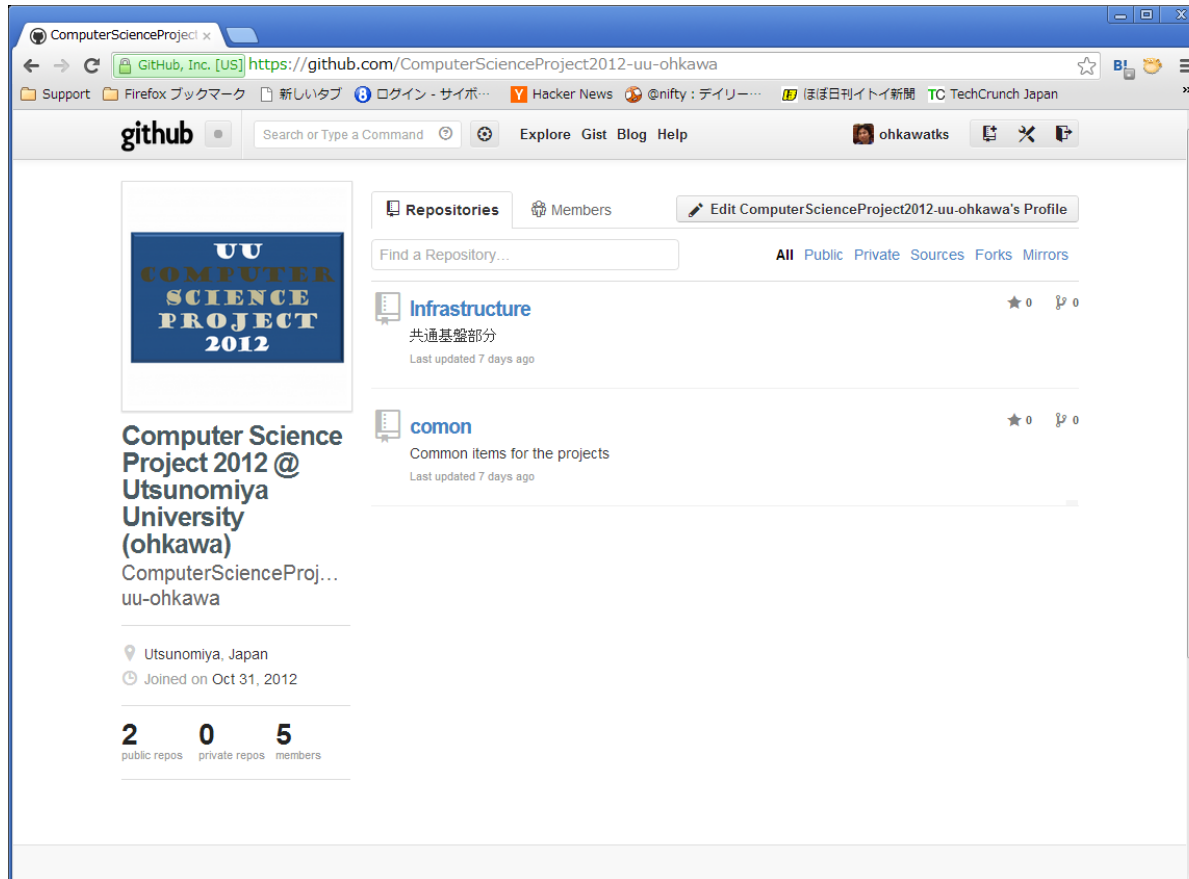 ComputerScienceProject
GitHub, Inc. [US] https://github.com/ComputerScienceProject2012-uu-ohkawa
Support Firefox ブックマーク 新しいタブ ログイン - サイボ… Hacker News @nifty：デイリー… ほぼ日刊イトイ新聞 TC TechCrunch Japan
github Search or Type a Command Explore Gist Blog Help ohkawatks
UU
COMPUTER
SCIENCE
PROJECT
2012
Computer Science
Project 2012 @
Utsunomiya
University
(ohkawa)
ComputerScienceProj…
uu-ohkawa
Utsunomiya, Japan
Joined on Oct 31, 2012
2 0 5
public repos private repos members
Repositories Members Edit ComputerScienceProject2012-uu-ohkawa's Profile
Find a Repository... All Public Private Sources Forks Mirrors
Infrastructure 0 0
共通基盤部分
Last updated 7 days ago
comon 0 0
Common items for the projects
Last updated 7 days ago